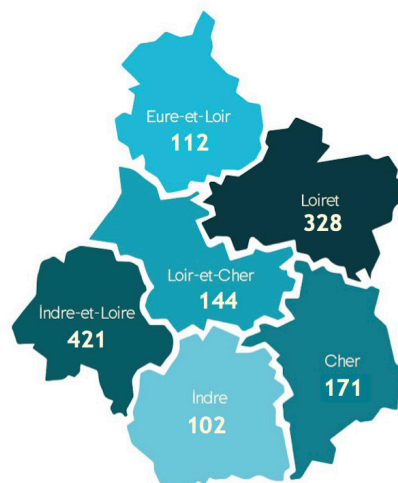 Eure-et-Loir
112
Loiret
328
Loir-et-Cher
144
Indre-et-Loire
421
Cher
171
Indre
102